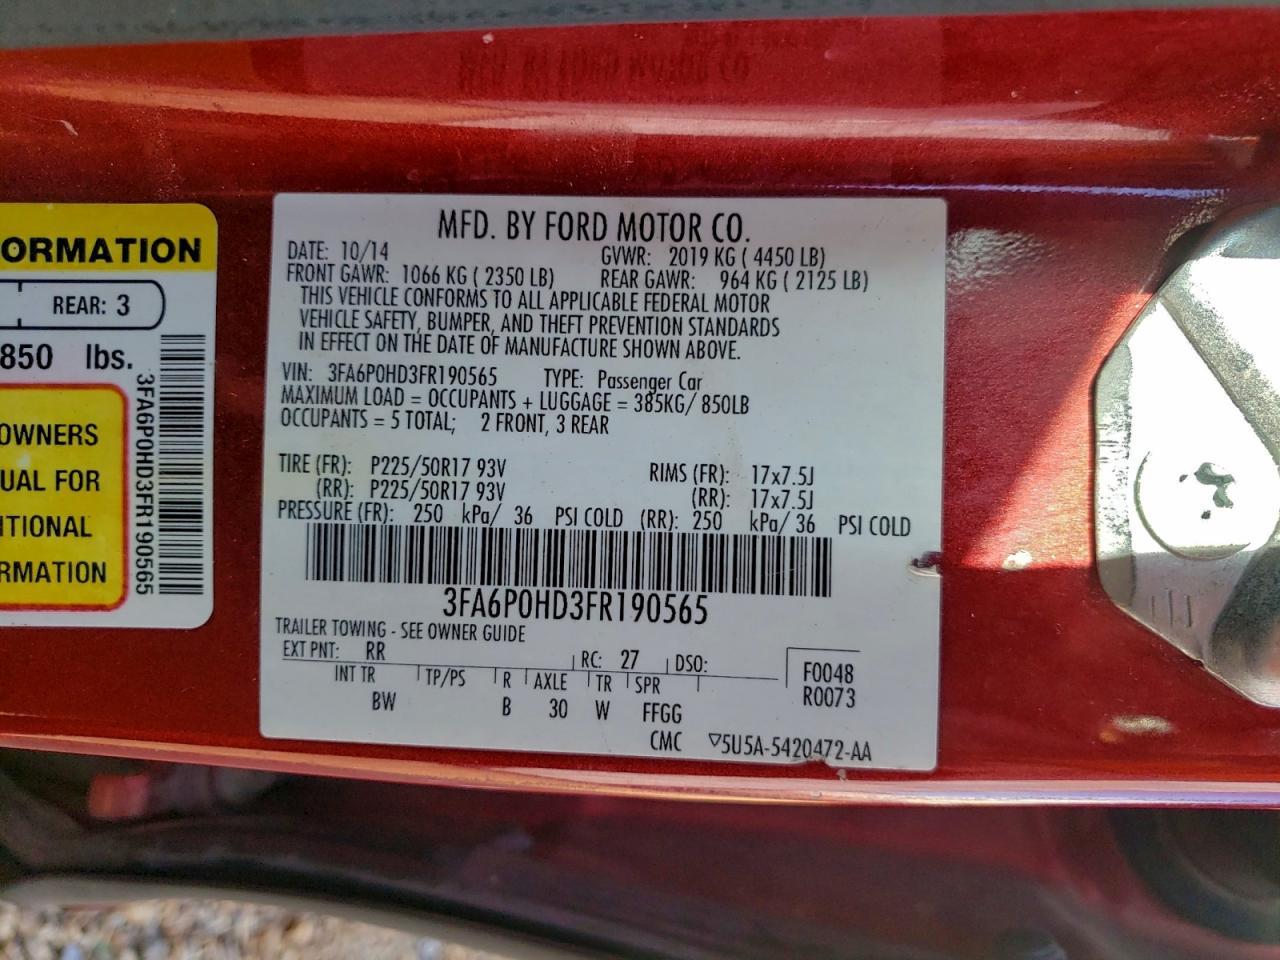 MFD. BY FORD MOTOR CO.
DATE: 10/14 GVWR: 2019 KG ( 4450 LB)
FRONT GAWR: 1066 KG ( 2350 LB) REAR GAWR: 964 KG ( 2125 LB)
THIS VEHICLE CONFORMS TO ALL APPLICABLE FEDERAL MOTOR
VEHICLE SAFETY, BUMPER, AND THEFT PREVENTION STANDARDS
IN EFFECT ON THE DATE OF MANUFACTURE SHOWN ABOVE.
VIN: 3FA6P0HD3FR190565 TYPE: Passenger Car
MAXIMUM LOAD = OCCUPANTS + LUGGAGE = 385KG/ 850LB
OCCUPANTS = 5 TOTAL; 2 FRONT, 3 REAR
TIRE (FR): P225/50R17 93V RIMS (FR): 17x7.5J
(RR): P225/50R17 93V (RR): 17x7.5J
PRESSURE (FR): 250 kPa/ 36 PSI COLD (RR): 250 kPa/ 36 PSI COLD
3FA6P0HD3FR190565
TRAILER TOWING - SEE OWNER GUIDE
EXT PNT: RR RC: 27 DSO: F0048
INT TR TP/PS R AXLE TR SPR R0073
BW B 30 W FFGG
CMC ▽5U5A-5420472-AA
ORMATION
REAR: 3
850 lbs.
OWNERS
UAL FOR
ITIONAL
RMATION
3FA6P0HD3FR190565